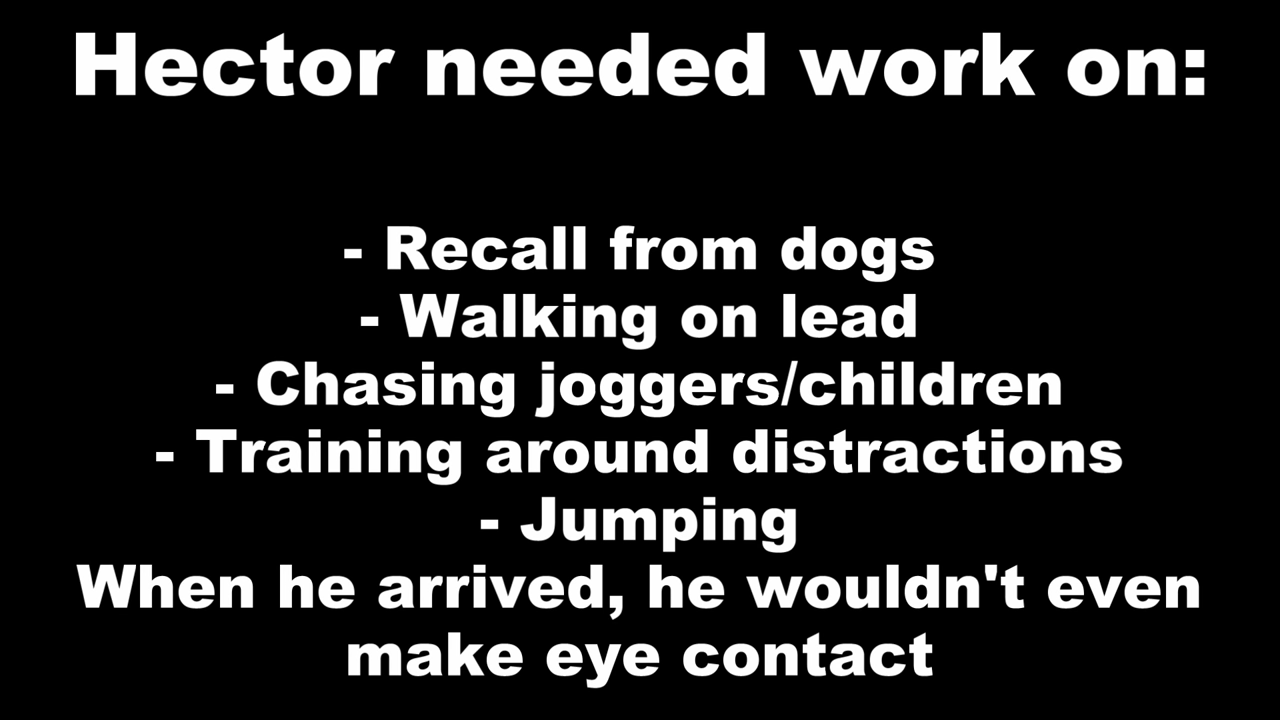 Hector needed work on:
- Recall from dogs
- Walking on lead
- Chasing joggers/children
- Training around distractions
- Jumping
When he arrived, he wouldn't even
make eye contact